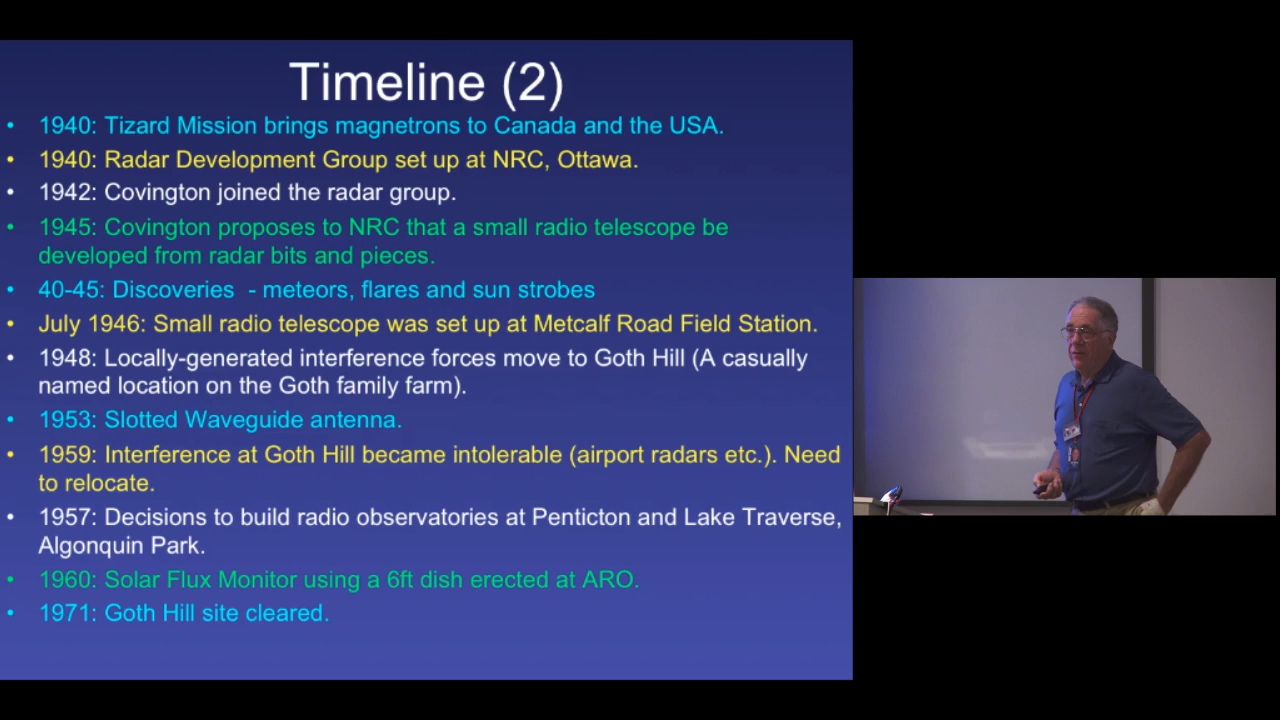 Timeline (2)
• 1940: Tizard Mission brings magnetrons to Canada and the USA.
• 1940: Radar Development Group set up at NRC, Ottawa.
• 1942: Covington joined the radar group.
• 1945: Covington proposes to NRC that a small radio telescope be
developed from radar bits and pieces.
• 40-45: Discoveries  - meteors, flares and sun strobes
• July 1946: Small radio telescope was set up at Metcalf Road Field Station.
• 1948: Locally-generated interference forces move to Goth Hill (A casually
named location on the Goth family farm).
• 1953: Slotted Waveguide antenna.
• 1959: Interference at Goth Hill became intolerable (airport radars etc.). Need
to relocate.
• 1957: Decisions to build radio observatories at Penticton and Lake Traverse,
Algonquin Park.
• 1960: Solar Flux Monitor using a 6ft dish erected at ARO.
• 1971: Goth Hill site cleared.